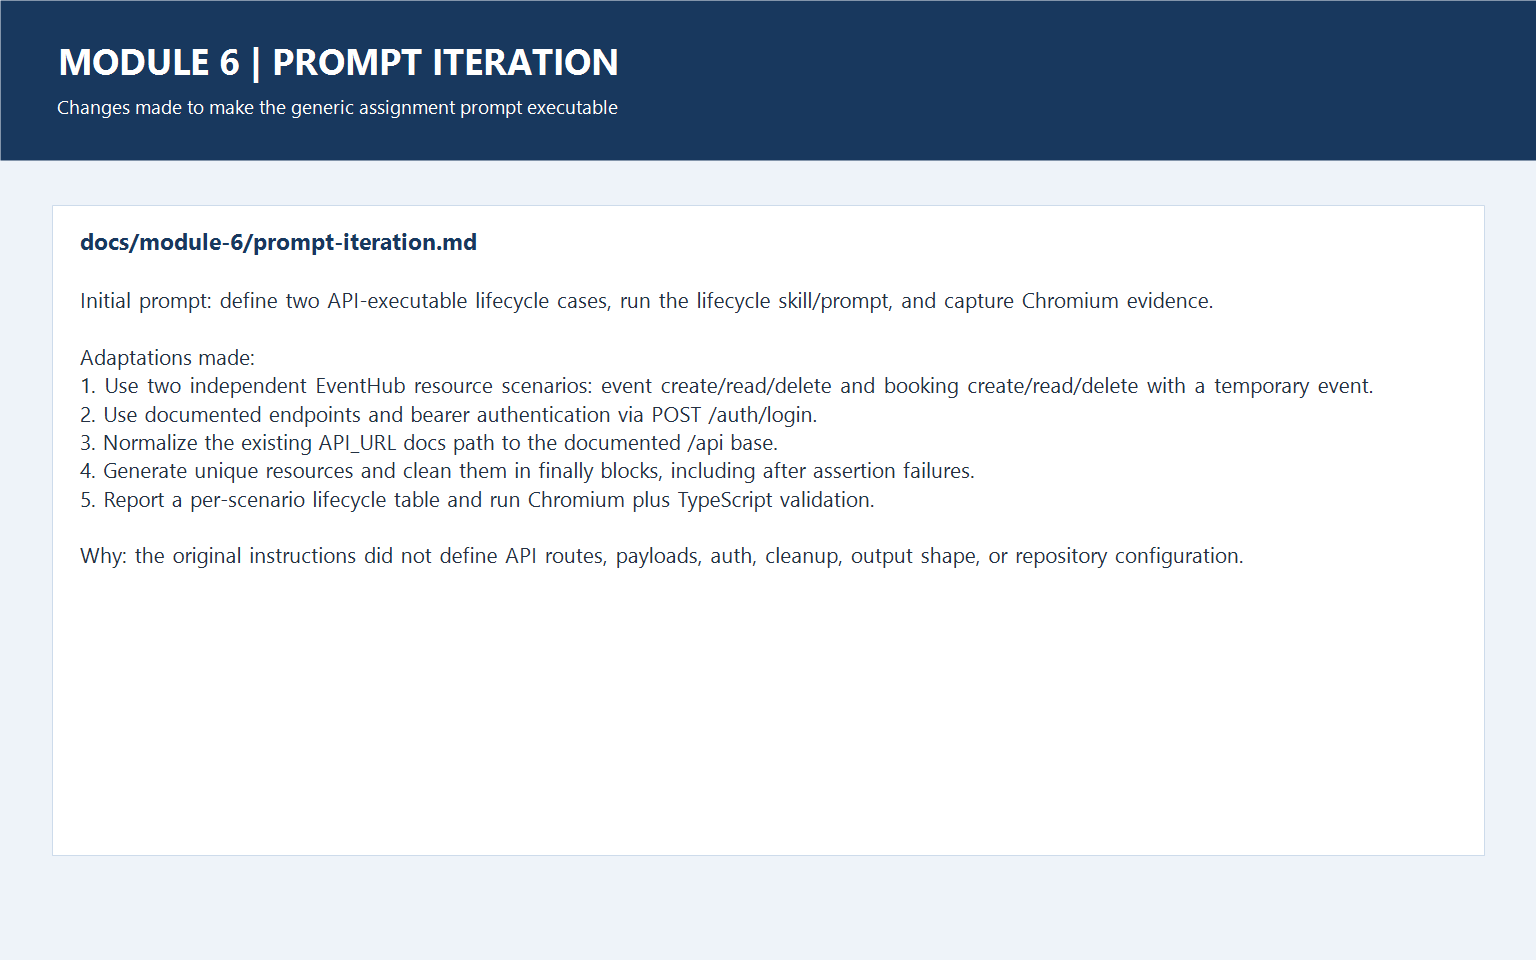 MODULE 6 | PROMPT ITERATION
Changes made to make the generic assignment prompt executable
docs/module-6/prompt-iteration.md
Initial prompt: define two API-executable lifecycle cases, run the lifecycle skill/prompt, and capture Chromium evidence.
Adaptations made:
1. Use two independent EventHub resource scenarios: event create/read/delete and booking create/read/delete with a temporary event.
2. Use documented endpoints and bearer authentication via POST /auth/login.
3. Normalize the existing API_URL docs path to the documented /api base.
4. Generate unique resources and clean them in finally blocks, including after assertion failures.
5. Report a per-scenario lifecycle table and run Chromium plus TypeScript validation.
Why: the original instructions did not define API routes, payloads, auth, cleanup, output shape, or repository configuration.